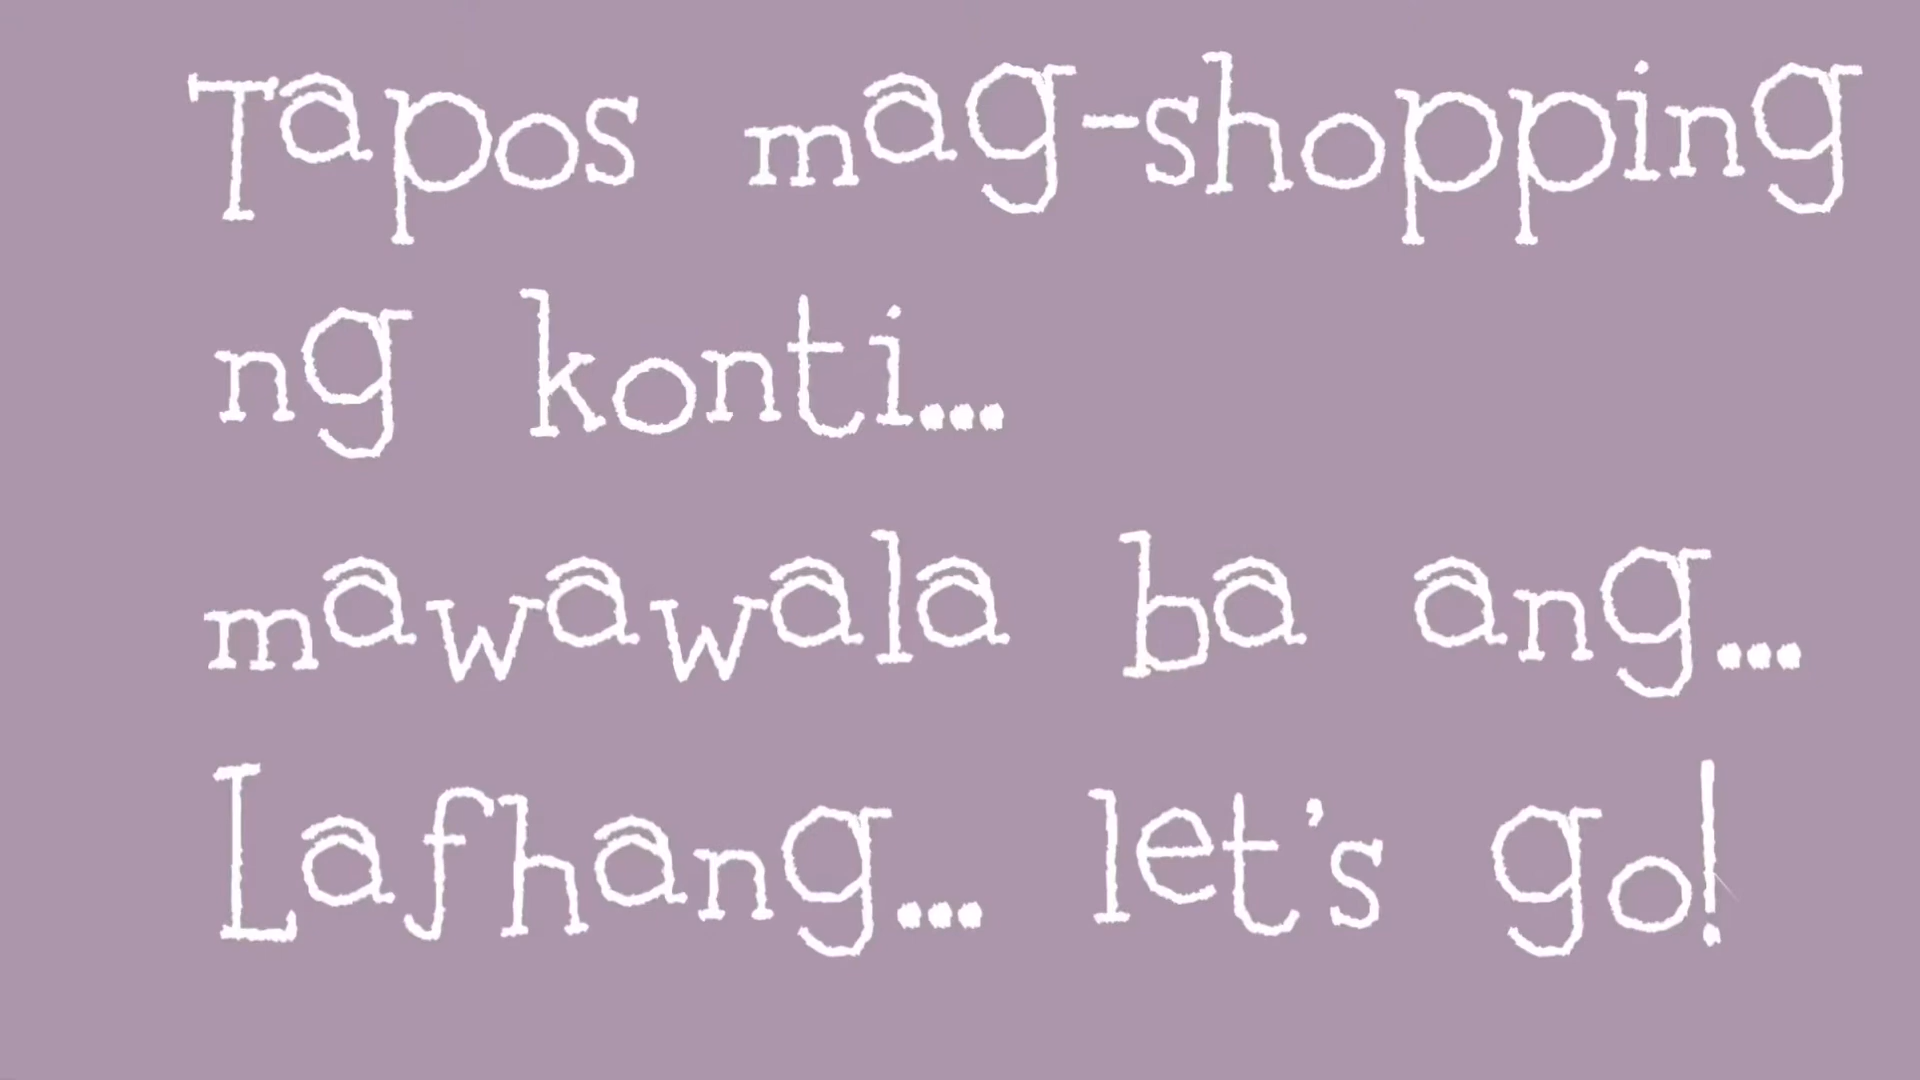 Tapos mag-shopping
ng konti...
mawawala ba ang...
Lafhang... let's go!